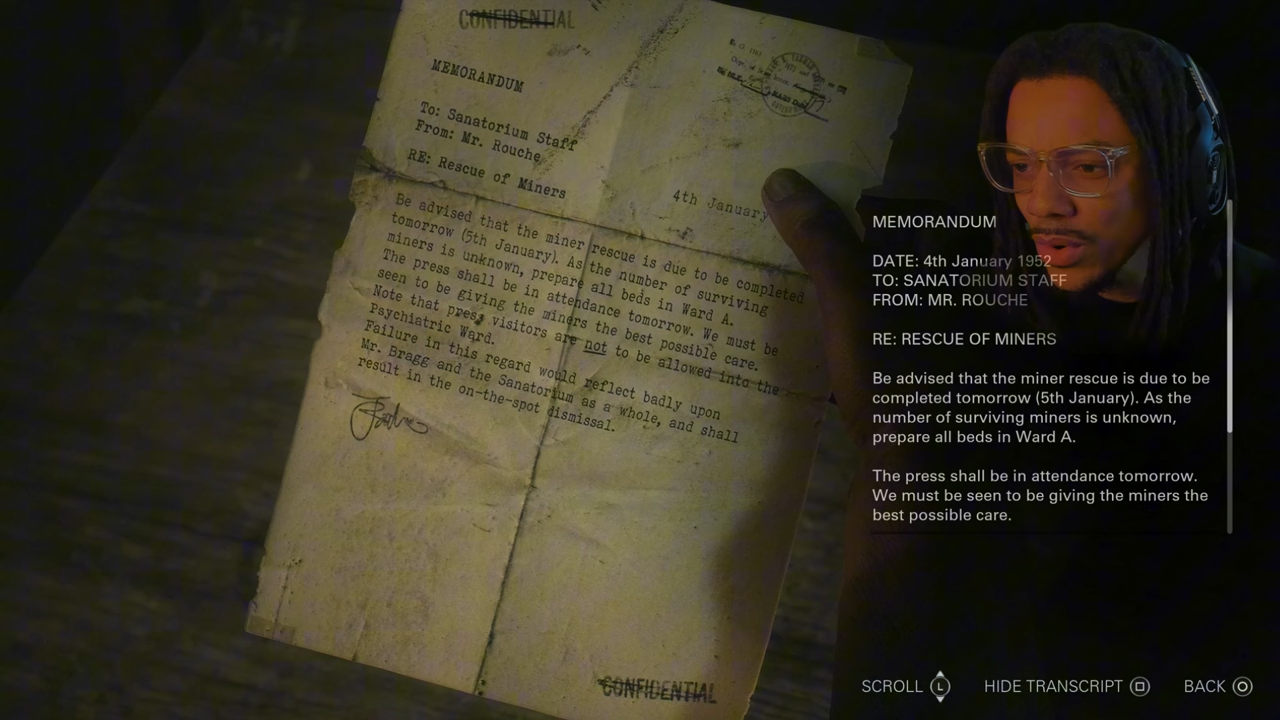 CONFIDENTIAL
MEMORANDUM
To: Sanatorium Staff
From: Mr. Rouche
RE: Rescue of Miners
4th January
Be advised that the miner rescue is due to be completed
tomorrow (5th January). As the number of surviving
miners is unknown, prepare all beds in Ward A.
The press shall be in attendance tomorrow. We must be
seen to be giving the miners the best possible care.
Note that press visitors are not to be allowed into the
Psychiatric Ward.
Failure in this regard would reflect badly upon
Mr. Bragg and the Sanatorium as a whole, and shall
result in the on-the-spot dismissal.
CONFIDENTIAL
MEMORANDUM
DATE: 4th January 1952
TO: SANATORIUM STAFF
FROM: MR. ROUCHE
RE: RESCUE OF MINERS
Be advised that the miner rescue is due to be
completed tomorrow (5th January). As the
number of surviving miners is unknown,
prepare all beds in Ward A.
The press shall be in attendance tomorrow.
We must be seen to be giving the miners the
best possible care.
SCROLL L
HIDE TRANSCRIPT
BACK